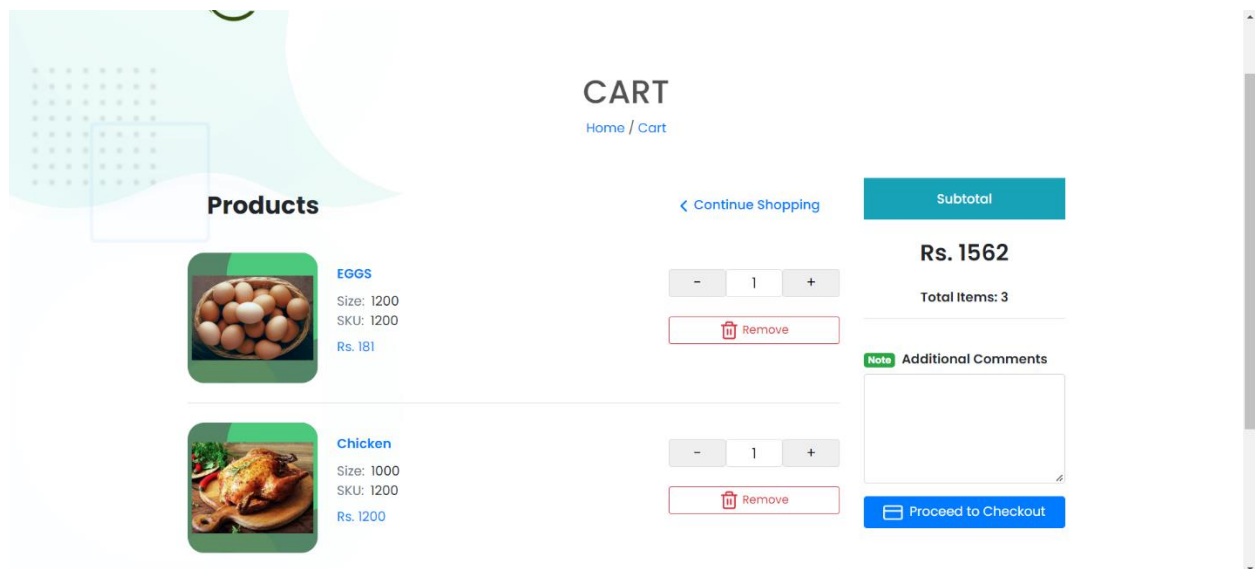 CART
Home / Cart
Products
Continue Shopping
EGGS
Size: 1200
SKU: 1200
Rs. 181
- 1 +
Remove
Chicken
Size: 1000
SKU: 1200
Rs. 1200
- 1 +
Remove
Subtotal
Rs. 1562
Total Items: 3
Note Additional Comments
Proceed to Checkout